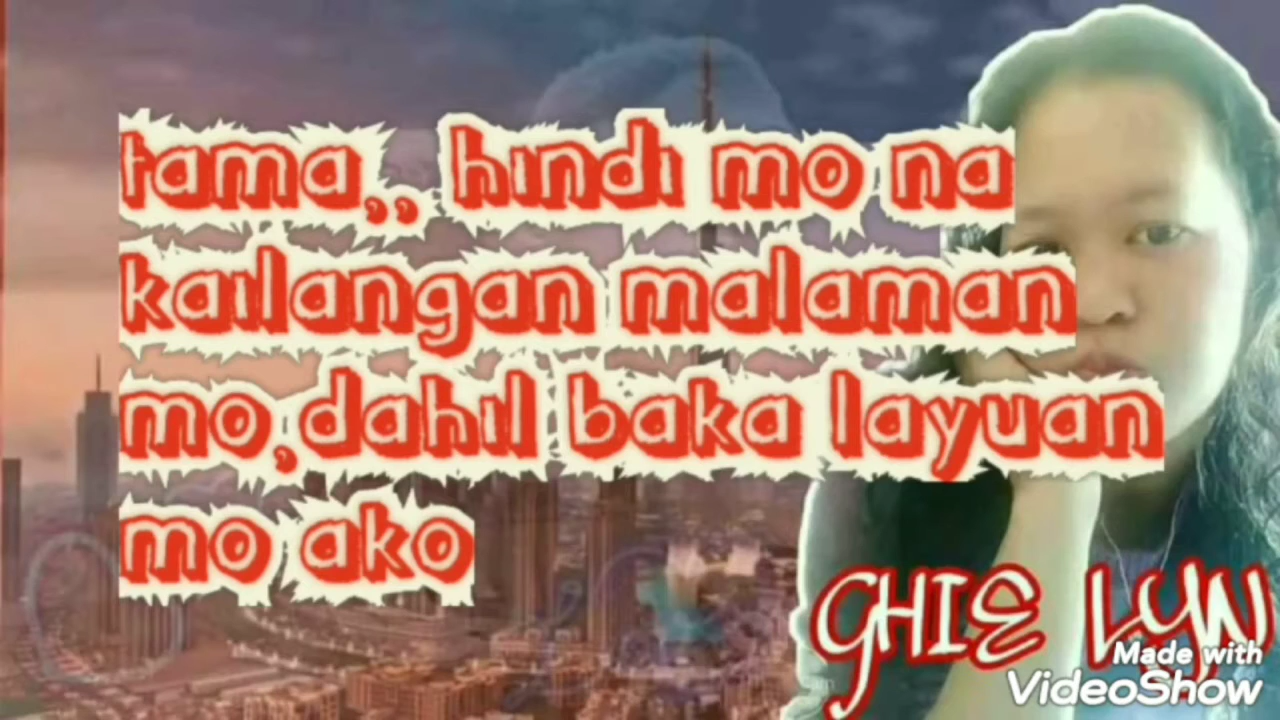 tama,, hindi mo na
kailangan malaman
mo,dahil baka layuan
mo ako
GHIE LYN
Made with
VideoShow